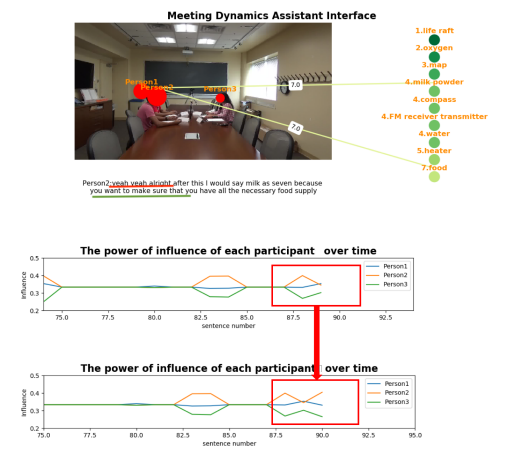 Meeting Dynamics Assistant Interface
1.life raft
2.oxygen
3.map
4.milk powder
4.compass
4.FM receiver transmitter
4.water
5.heater
7.food
Person1
Person2
Person3
7.0
7.0
Person2:yeah yeah alright after this I would say milk as seven because
you want to make sure that you have all the necessary food supply
The power of influence of each participant over time
Influence
0.5
0.4
0.3
0.2
75.0 77.5 80.0 82.5 85.0 87.5 90.0 92.5
sentence number
Person1
Person2
Person3
The power of influence of each participant over time
Influence
0.5
0.4
0.3
0.2
75.0 77.5 80.0 82.5 85.0 87.5 90.0 92.5 95.0
sentence number
Person1
Person2
Person3